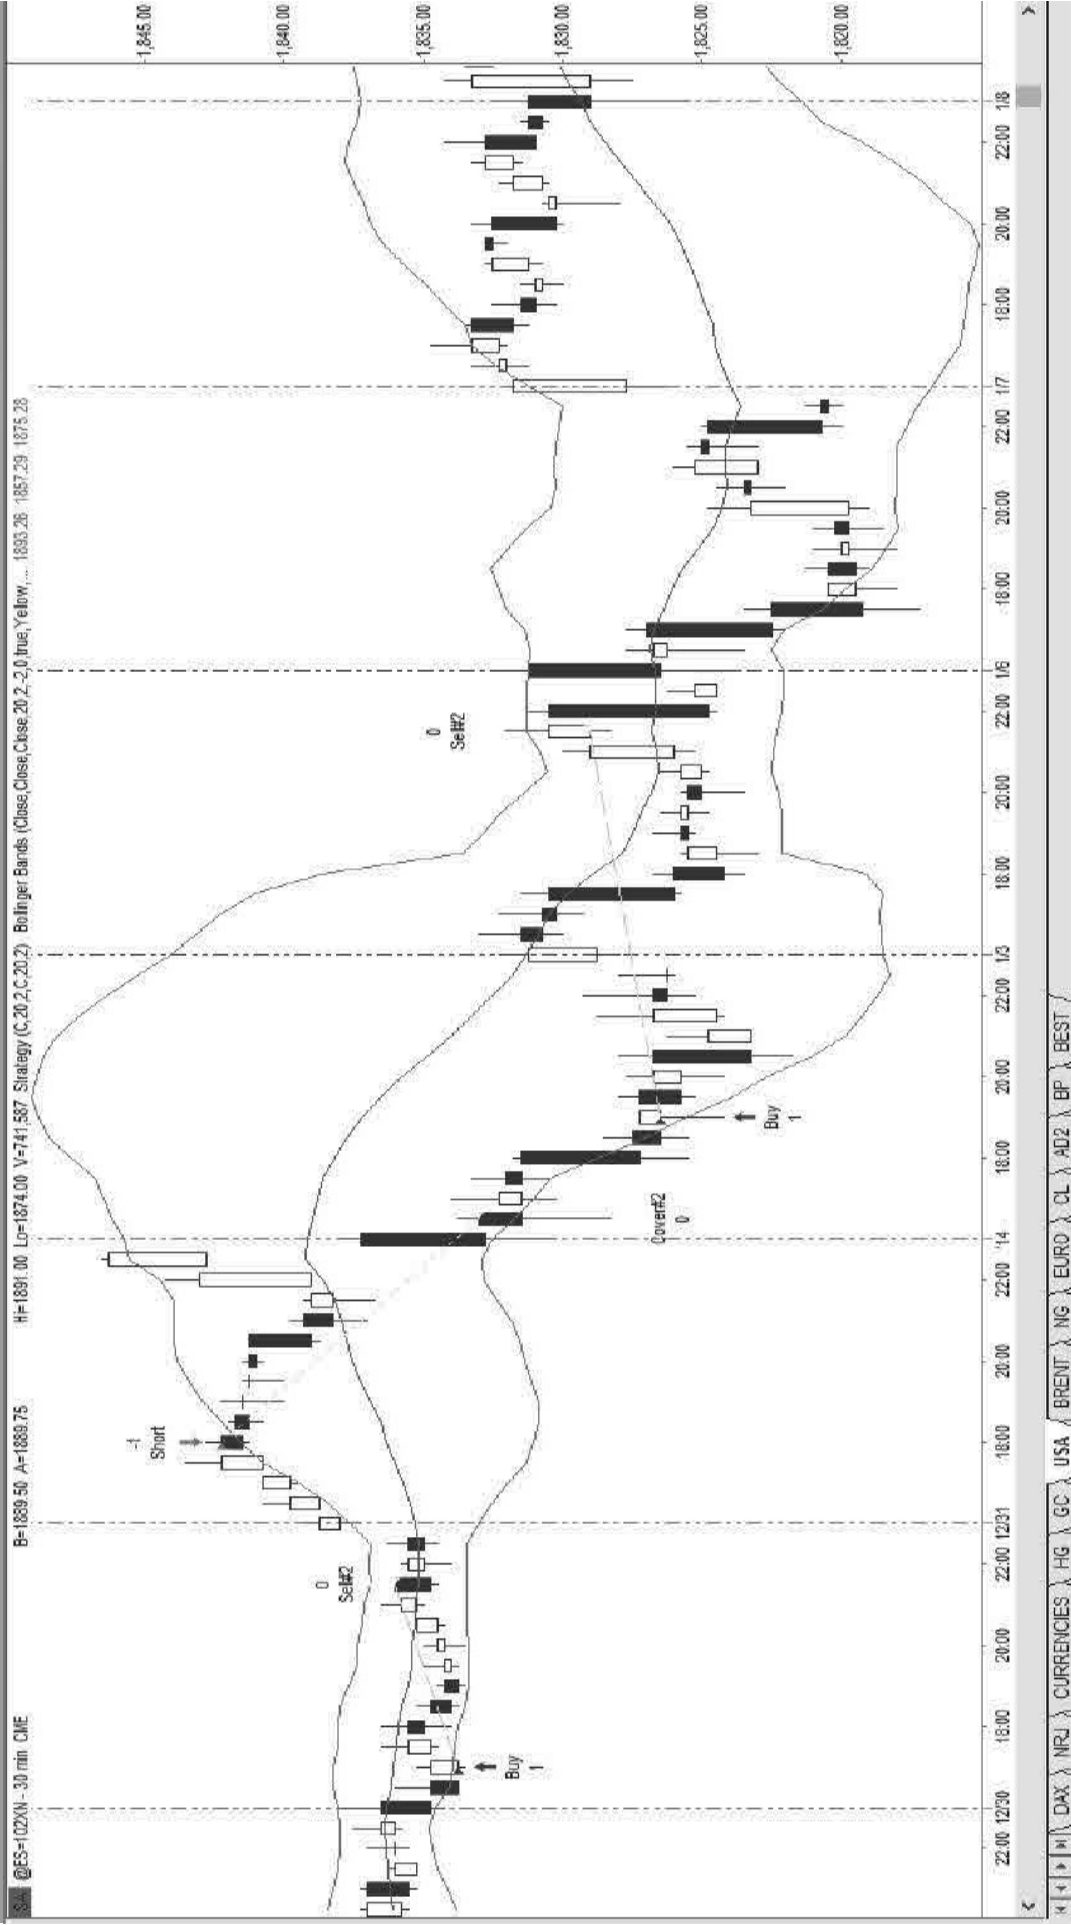 SA @ES=102XN - 30 min CME B=1889.50 A=1889.75 Hi=1891.00 Lo=1874.00 V=741,587 Strategy (C,20,2,C,20,2) Bollinger Bands (Close,Close,Close,20,2,-2,0,true,Yellow,... 1893.26 1857.29 1875.28
1,845.00
1,840.00
1,835.00
1,830.00
1,825.00
1,820.00
-1
Short
0
Sell#2
0
Sell#2
Buy
1
Cover#2
0
Buy
1
22:00 12/30 18:00 20:00 22:00 12/31 18:00 20:00 22:00 '14 18:00 20:00 22:00 1/3 18:00 20:00 22:00 1/6 18:00 20:00 22:00 1/7 18:00 20:00 22:00 1/8
DAX NRJ CURRENCIES HG GC USA BRENT NG EURO CL AD2 BP BEST